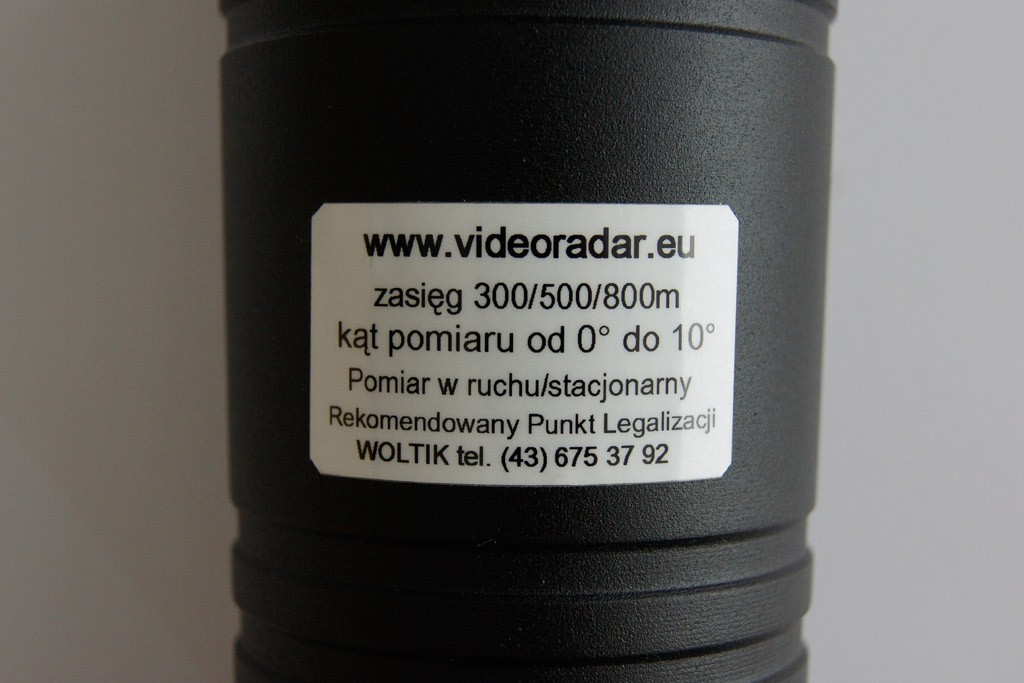 www.videoradar.eu
zasięg 300/500/800m
kąt pomiaru od 0° do 10°
Pomiar w ruchu/stacjonarny
Rekomendowany Punkt Legalizacji
WOLTIK tel. (43) 675 37 92